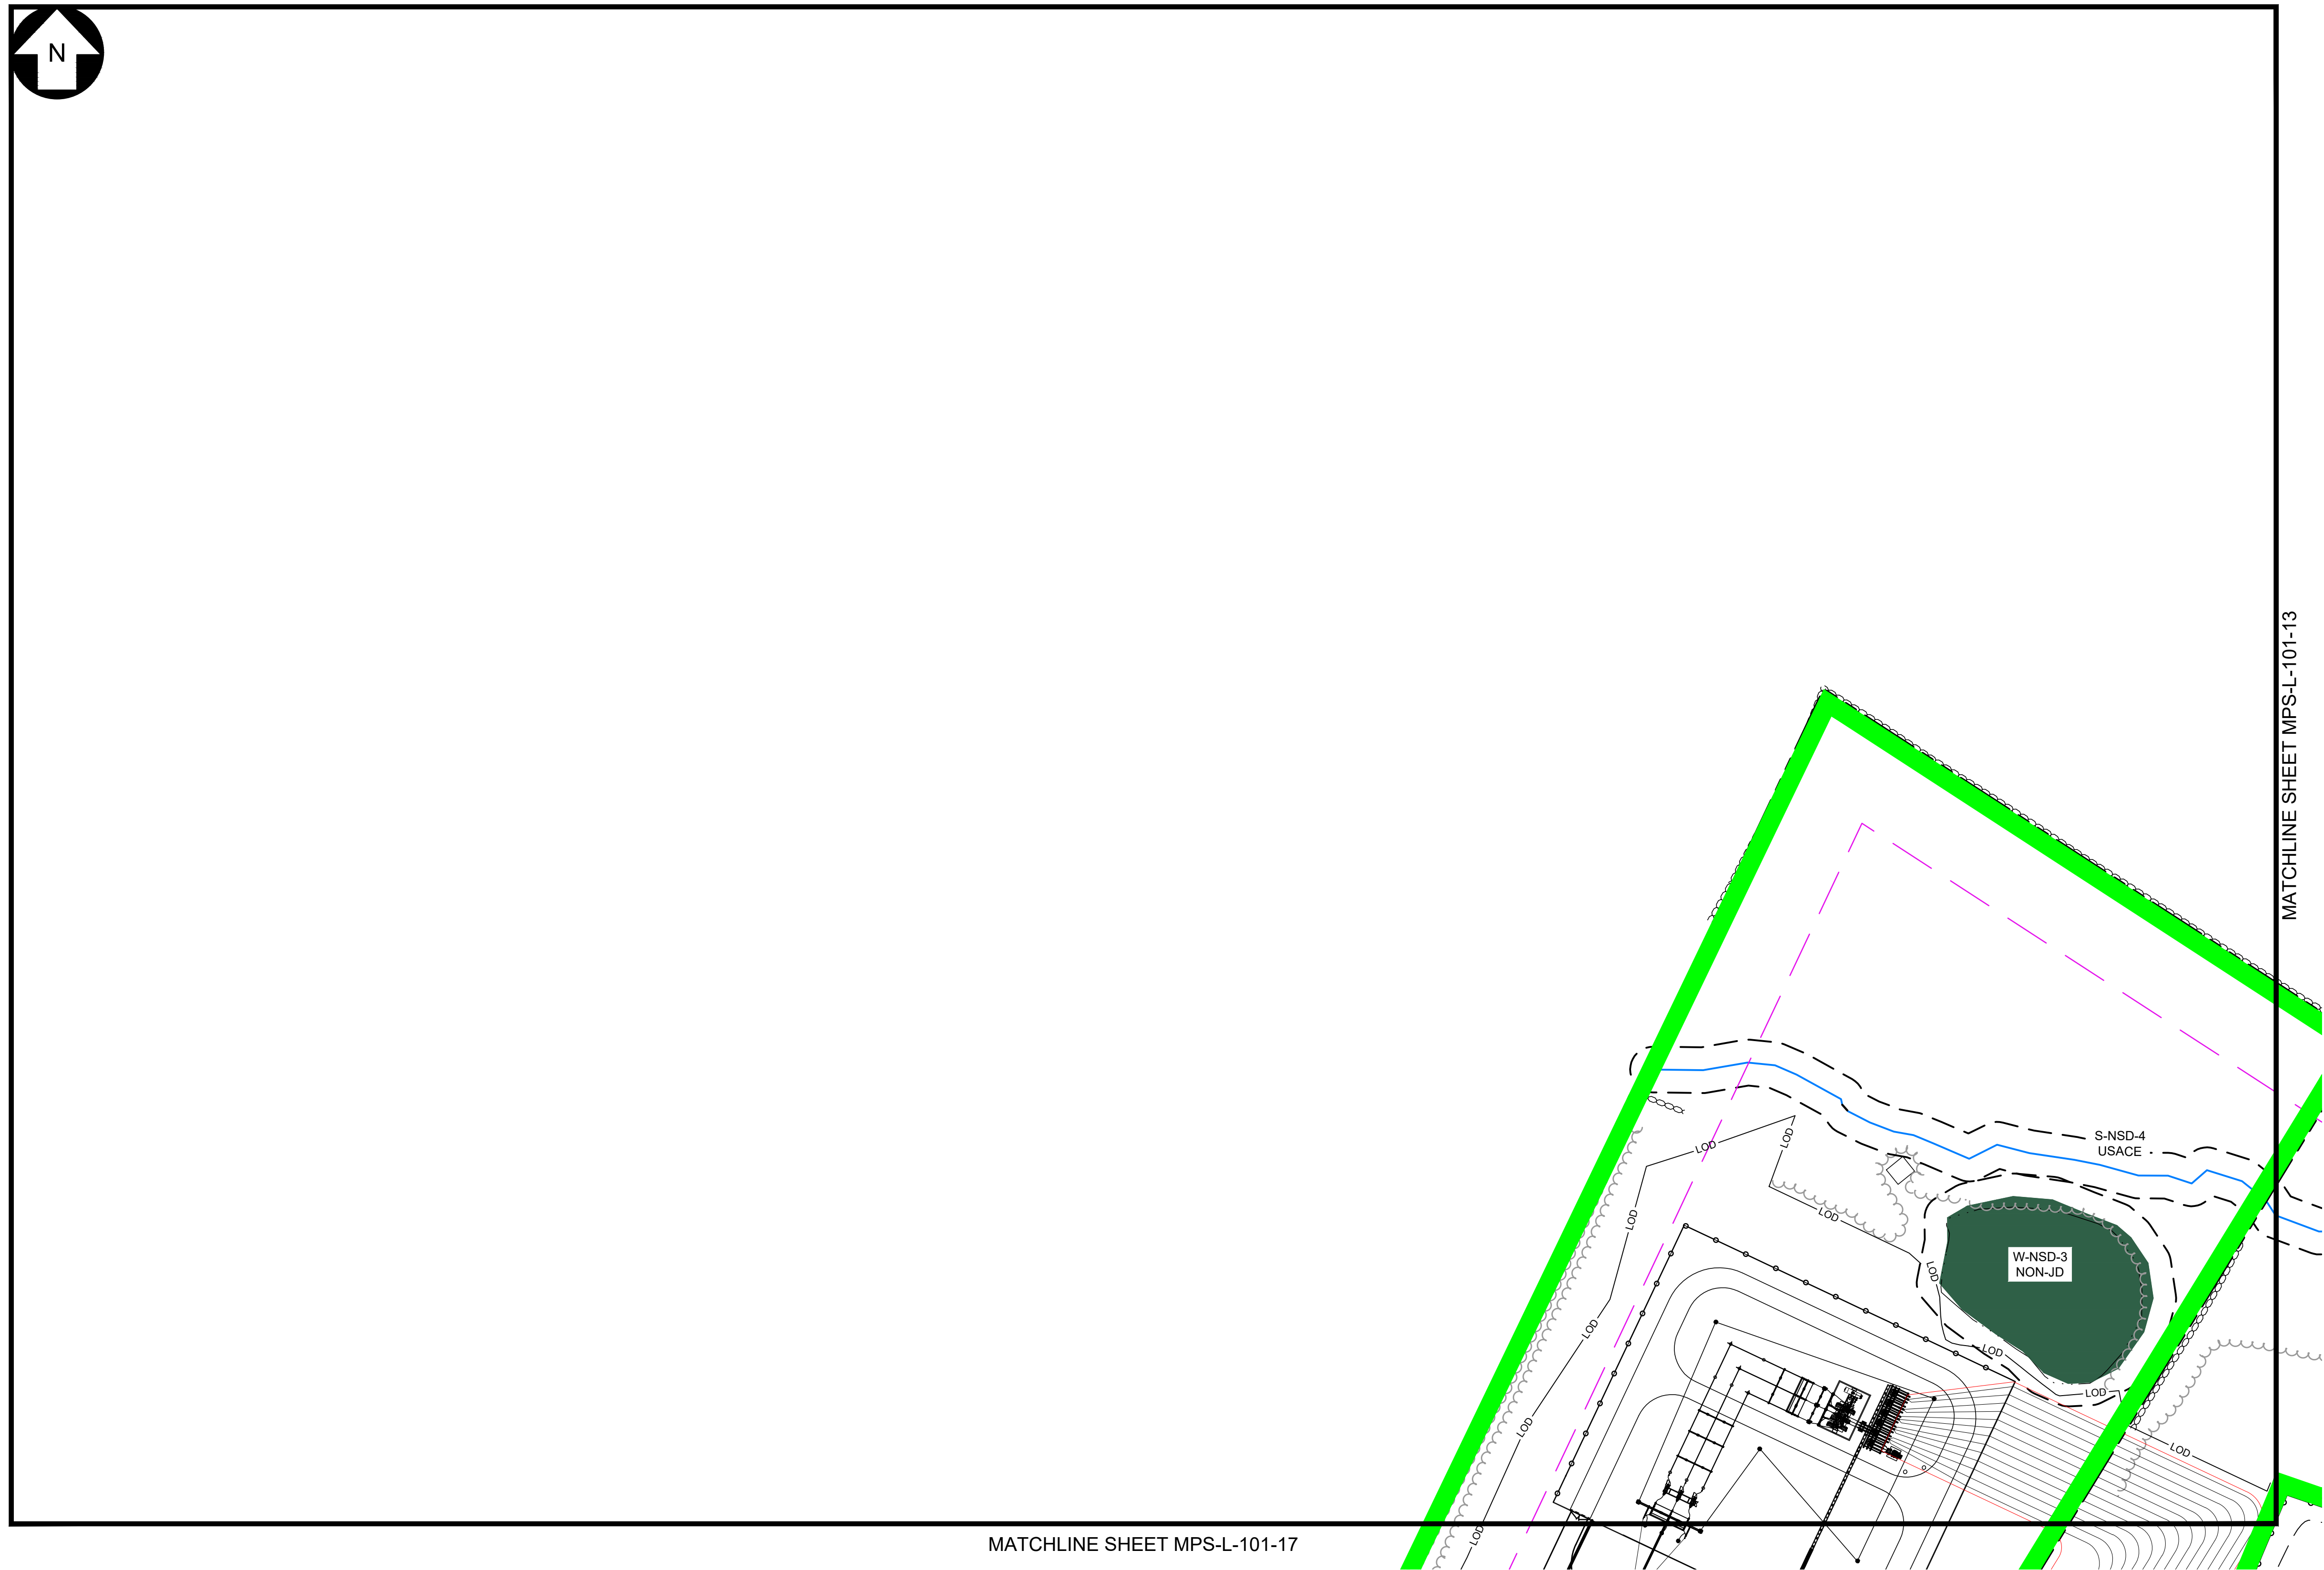 N
MATCHLINE SHEET MPS-L-101-13
S-NSD-4
USACE
LOD
LOD
LOD
LOD
W-NSD-3
NON-JD
LOD
LOD
LOD
LOD
LOD
LOD
LOD
MATCHLINE SHEET MPS-L-101-17